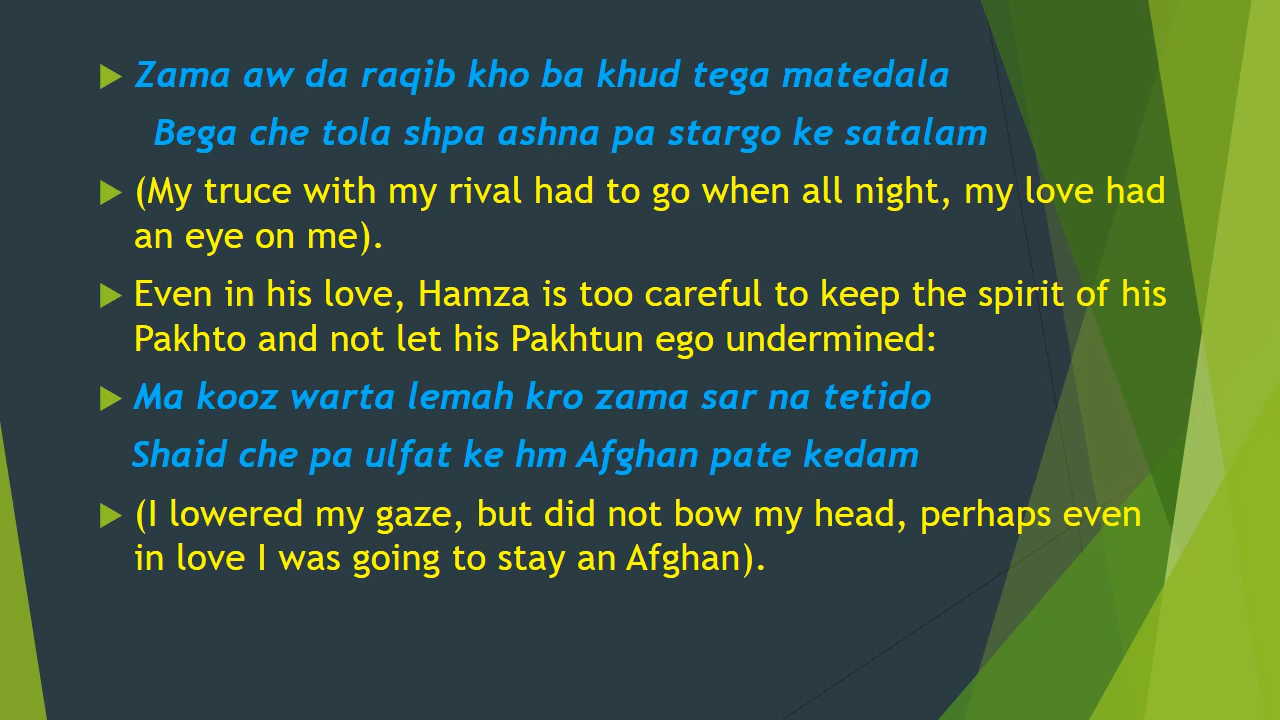 Zama aw da raqib kho ba khud tega matedala
Bega che tola shpa ashna pa stargo ke satalam
(My truce with my rival had to go when all night, my love had
an eye on me).
Even in his love, Hamza is too careful to keep the spirit of his
Pakhto and not let his Pakhtun ego undermined:
Ma kooz warta lemah kro zama sar na tetido
Shaid che pa ulfat ke hm Afghan pate kedam
(I lowered my gaze, but did not bow my head, perhaps even
in love I was going to stay an Afghan).